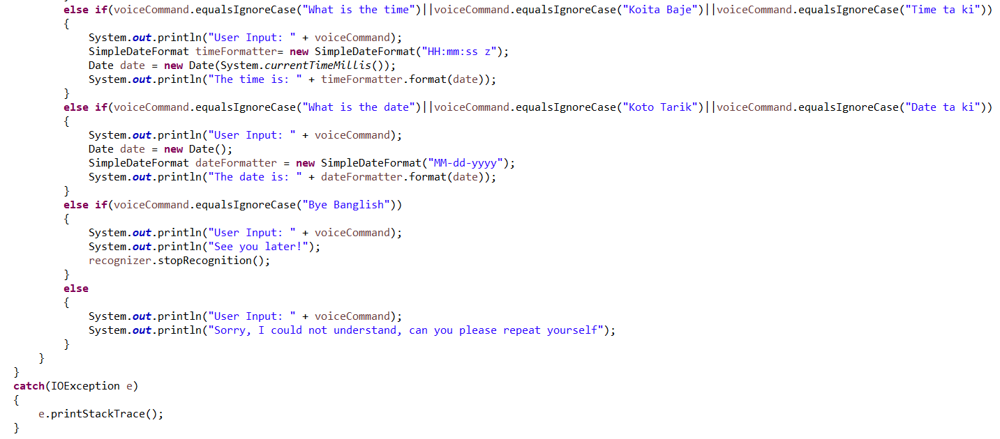 else if(voiceCommand.equalsIgnoreCase("What is the time")||voiceCommand.equalsIgnoreCase("Koita Baje")||voiceCommand.equalsIgnoreCase("Time ta ki"))
{
System.out.println("User Input: " + voiceCommand);
SimpleDateFormat timeFormatter= new SimpleDateFormat("HH:mm:ss z");
Date date = new Date(System.currentTimeMillis());
System.out.println("The time is: " + timeFormatter.format(date));
}
else if(voiceCommand.equalsIgnoreCase("What is the date")||voiceCommand.equalsIgnoreCase("Koto Tarik")||voiceCommand.equalsIgnoreCase("Date ta ki"))
{
System.out.println("User Input: " + voiceCommand);
Date date = new Date();
SimpleDateFormat dateFormatter = new SimpleDateFormat("MM-dd-yyyy");
System.out.println("The date is: " + dateFormatter.format(date));
}
else if(voiceCommand.equalsIgnoreCase("Bye Banglish"))
{
System.out.println("User Input: " + voiceCommand);
System.out.println("See you later!");
recognizer.stopRecognition();
}
else
{
System.out.println("User Input: " + voiceCommand);
System.out.println("Sorry, I could not understand, can you please repeat yourself");
}
}
}
catch(IOException e)
{
e.printStackTrace();
}